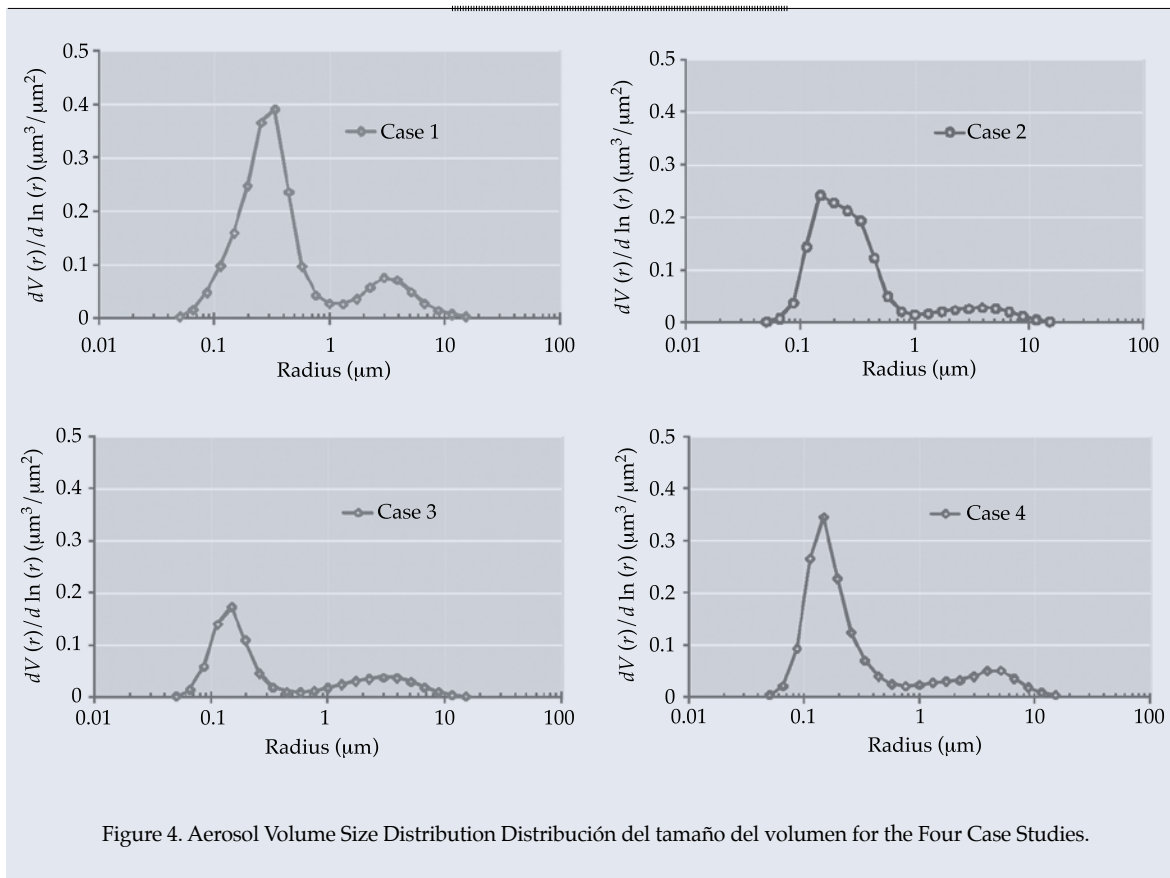 0.5
0.4
0.3
0.2
0.1
0
dV (r)/d ln (r) (µm³/µm²)
Case 1
0.01 0.1 1 10 100
Radius (µm)
0.5
0.4
0.3
0.2
0.1
0
dV (r)/d ln (r) (µm³/µm²)
Case 2
0.01 0.1 1 10 100
Radius (µm)
0.5
0.4
0.3
0.2
0.1
0
dV (r)/d ln (r) (µm³/µm²)
Case 3
0.01 0.1 1 10 100
Radius (µm)
0.5
0.4
0.3
0.2
0.1
0
dV (r)/d ln (r) (µm³/µm²)
Case 4
0.01 0.1 1 10 100
Radius (µm)
Figure 4. Aerosol Volume Size Distribution Distribución del tamaño del volumen for the Four Case Studies.